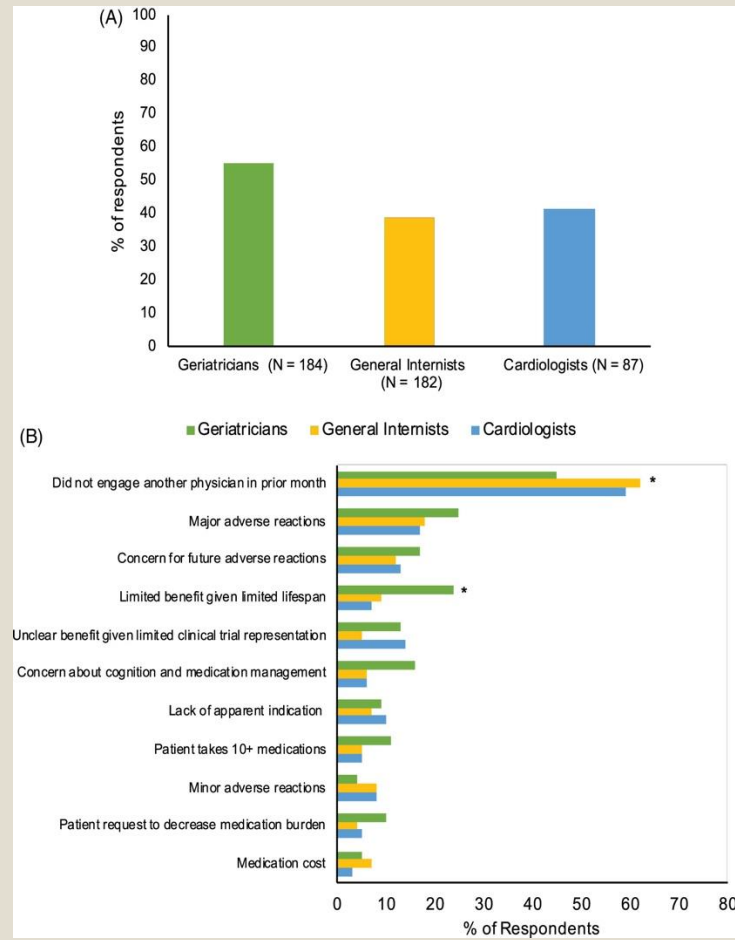 (A)
100
90
80
70
60
50
40
30
20
10
0
% of respondents
Geriatricians (N = 184)
General Internists
(N = 182)
Cardiologists (N = 87)
(B)
Geriatricians
General Internists
Cardiologists
Did not engage another physician in prior month
*
Major adverse reactions
Concern for future adverse reactions
Limited benefit given limited lifespan
*
Unclear benefit given limited clinical trial representation
Concern about cognition and medication management
Lack of apparent indication
Patient takes 10+ medications
Minor adverse reactions
Patient request to decrease medication burden
Medication cost
0 10 20 30 40 50 60 70 80
% of Respondents